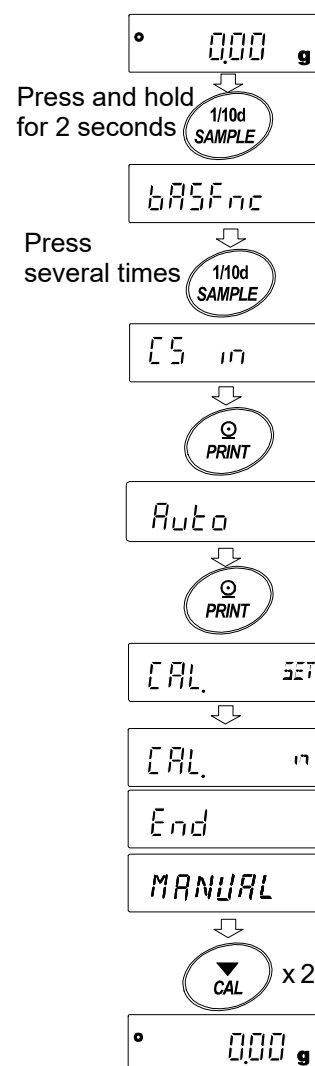 0.00 g
Press and hold
for 2 seconds
1/10d
SAMPLE
bASFnc
Press
several times
1/10d
SAMPLE
CS in
PRINT
Auto
PRINT
CAL. SET
CAL. in
End
MANUAL
CAL
x 2
0.00 g